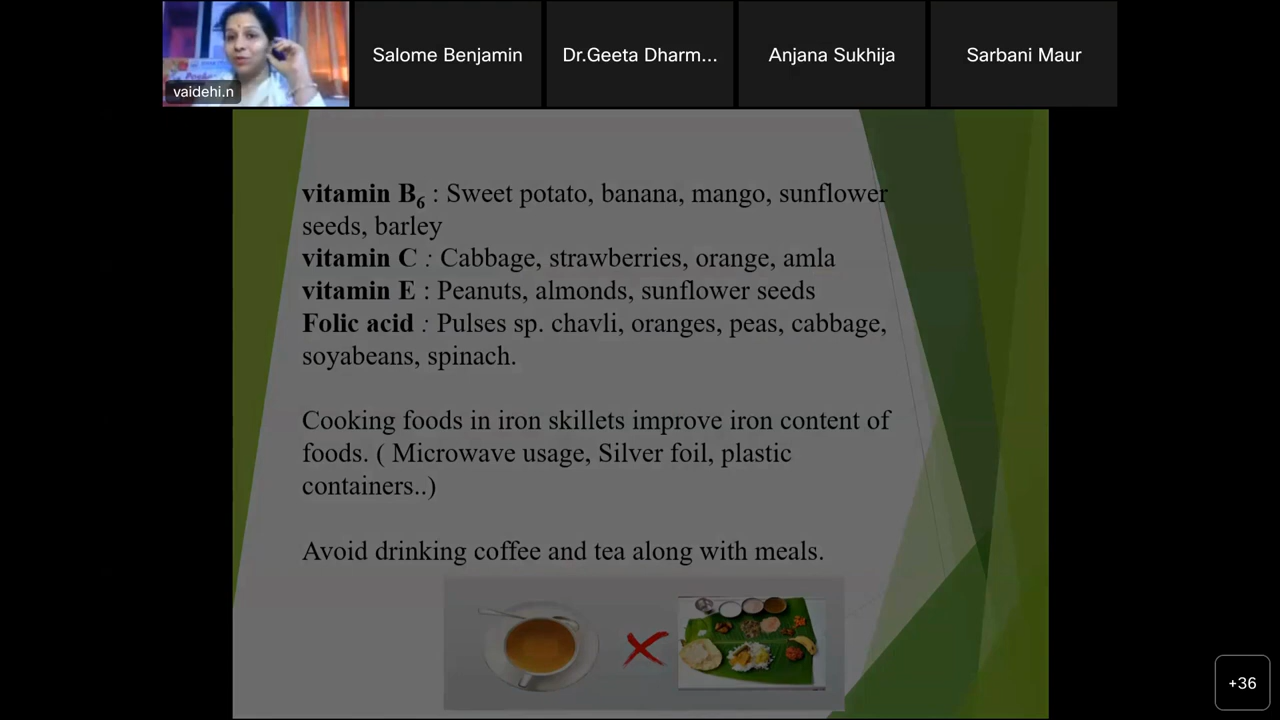 Salome Benjamin
Dr.Geeta Dharm...
Anjana Sukhija
Sarbani Maur
vaidehi.n
vitamin B6 : Sweet potato, banana, mango, sunflower
seeds, barley
vitamin C : Cabbage, strawberries, orange, amla
vitamin E : Peanuts, almonds, sunflower seeds
Folic acid : Pulses sp. chavli, oranges, peas, cabbage,
soyabeans, spinach.
Cooking foods in iron skillets improve iron content of
foods. ( Microwave usage, Silver foil, plastic
containers..)
Avoid drinking coffee and tea along with meals.
+36